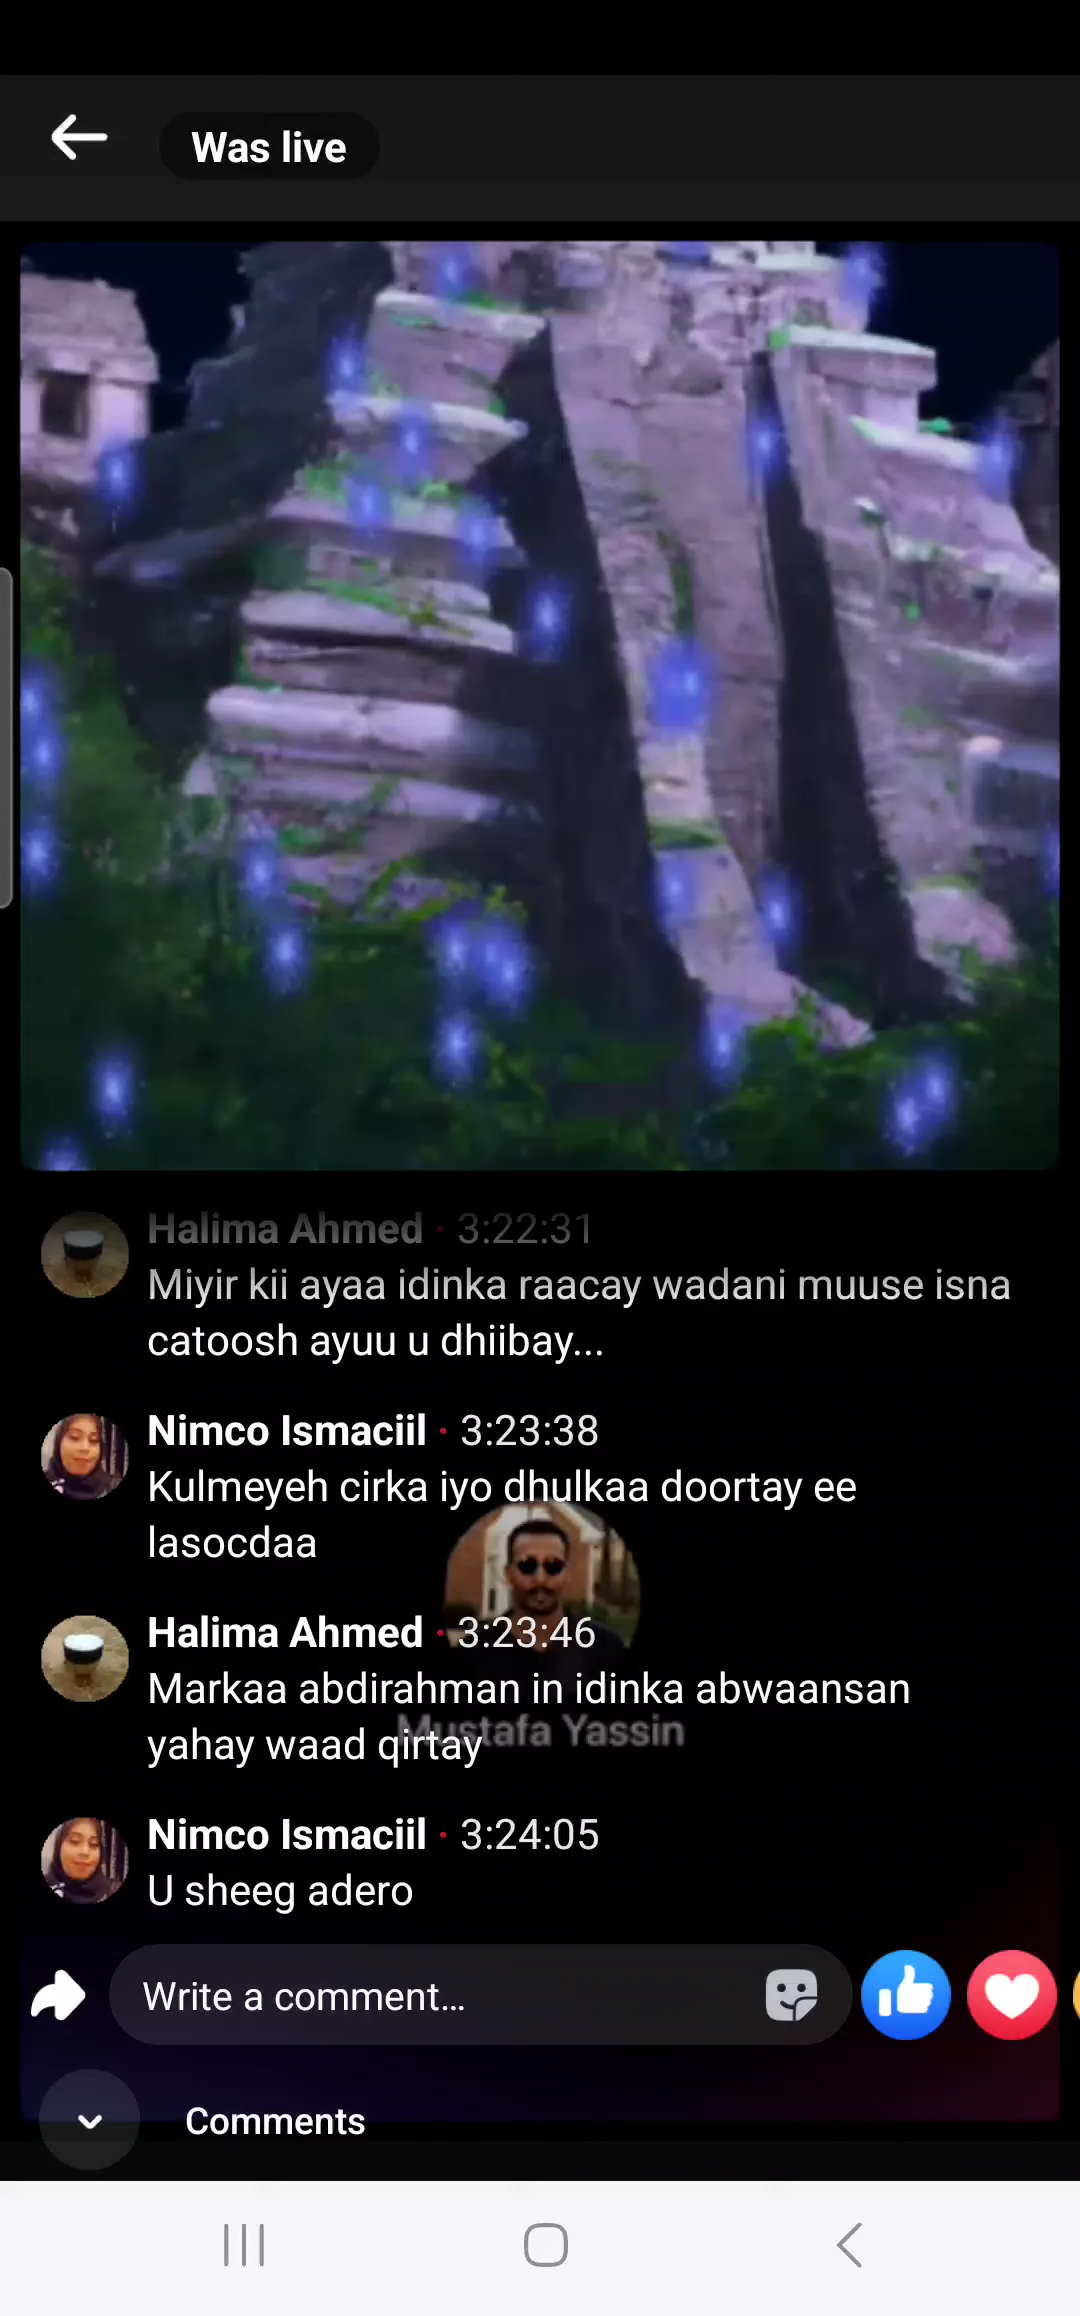 Was live
Halima Ahmed · 3:22:31
Miyir kii ayaa idinka raacay wadani muuse isna
catoosh ayuu u dhiibay...
Nimco Ismaciil · 3:23:38
Kulmeyeh cirka iyo dhulkaa doortay ee
lasocdaa
Halima Ahmed · 3:23:46
Markaa abdirahman in idinka abwaansan
yahay waad qirtay
Mustafa Yassin
Nimco Ismaciil · 3:24:05
U sheeg adero
Write a comment...
Comments